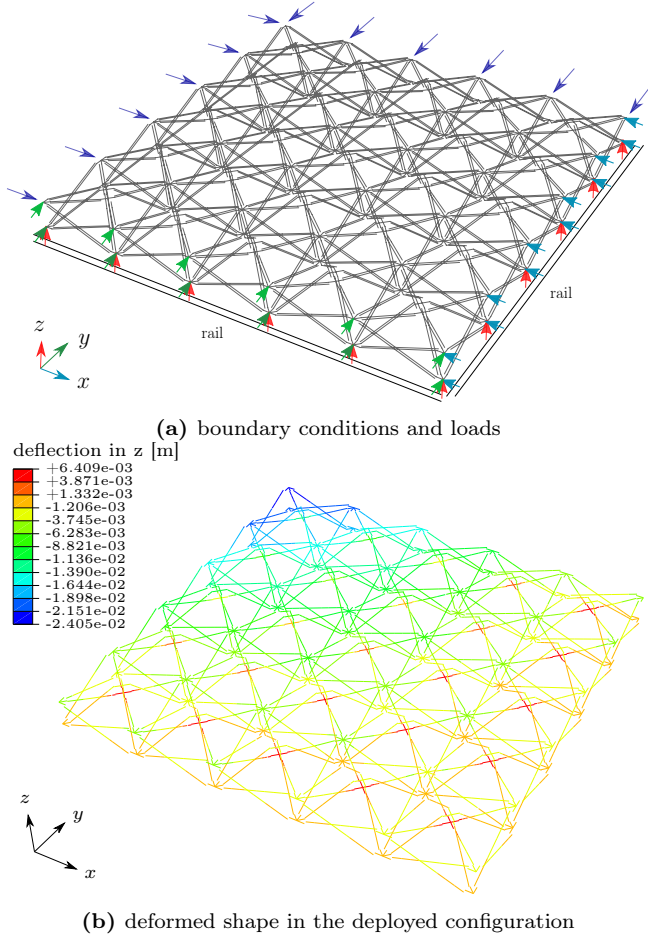 rail
rail
z
y
x
(a) boundary conditions and loads
deflection in z [m]
+6.409e-03
+3.871e-03
+1.332e-03
-1.206e-03
-3.745e-03
-6.283e-03
-8.821e-03
-1.136e-02
-1.390e-02
-1.644e-02
-1.898e-02
-2.151e-02
-2.405e-02
z
y
x
(b) deformed shape in the deployed configuration